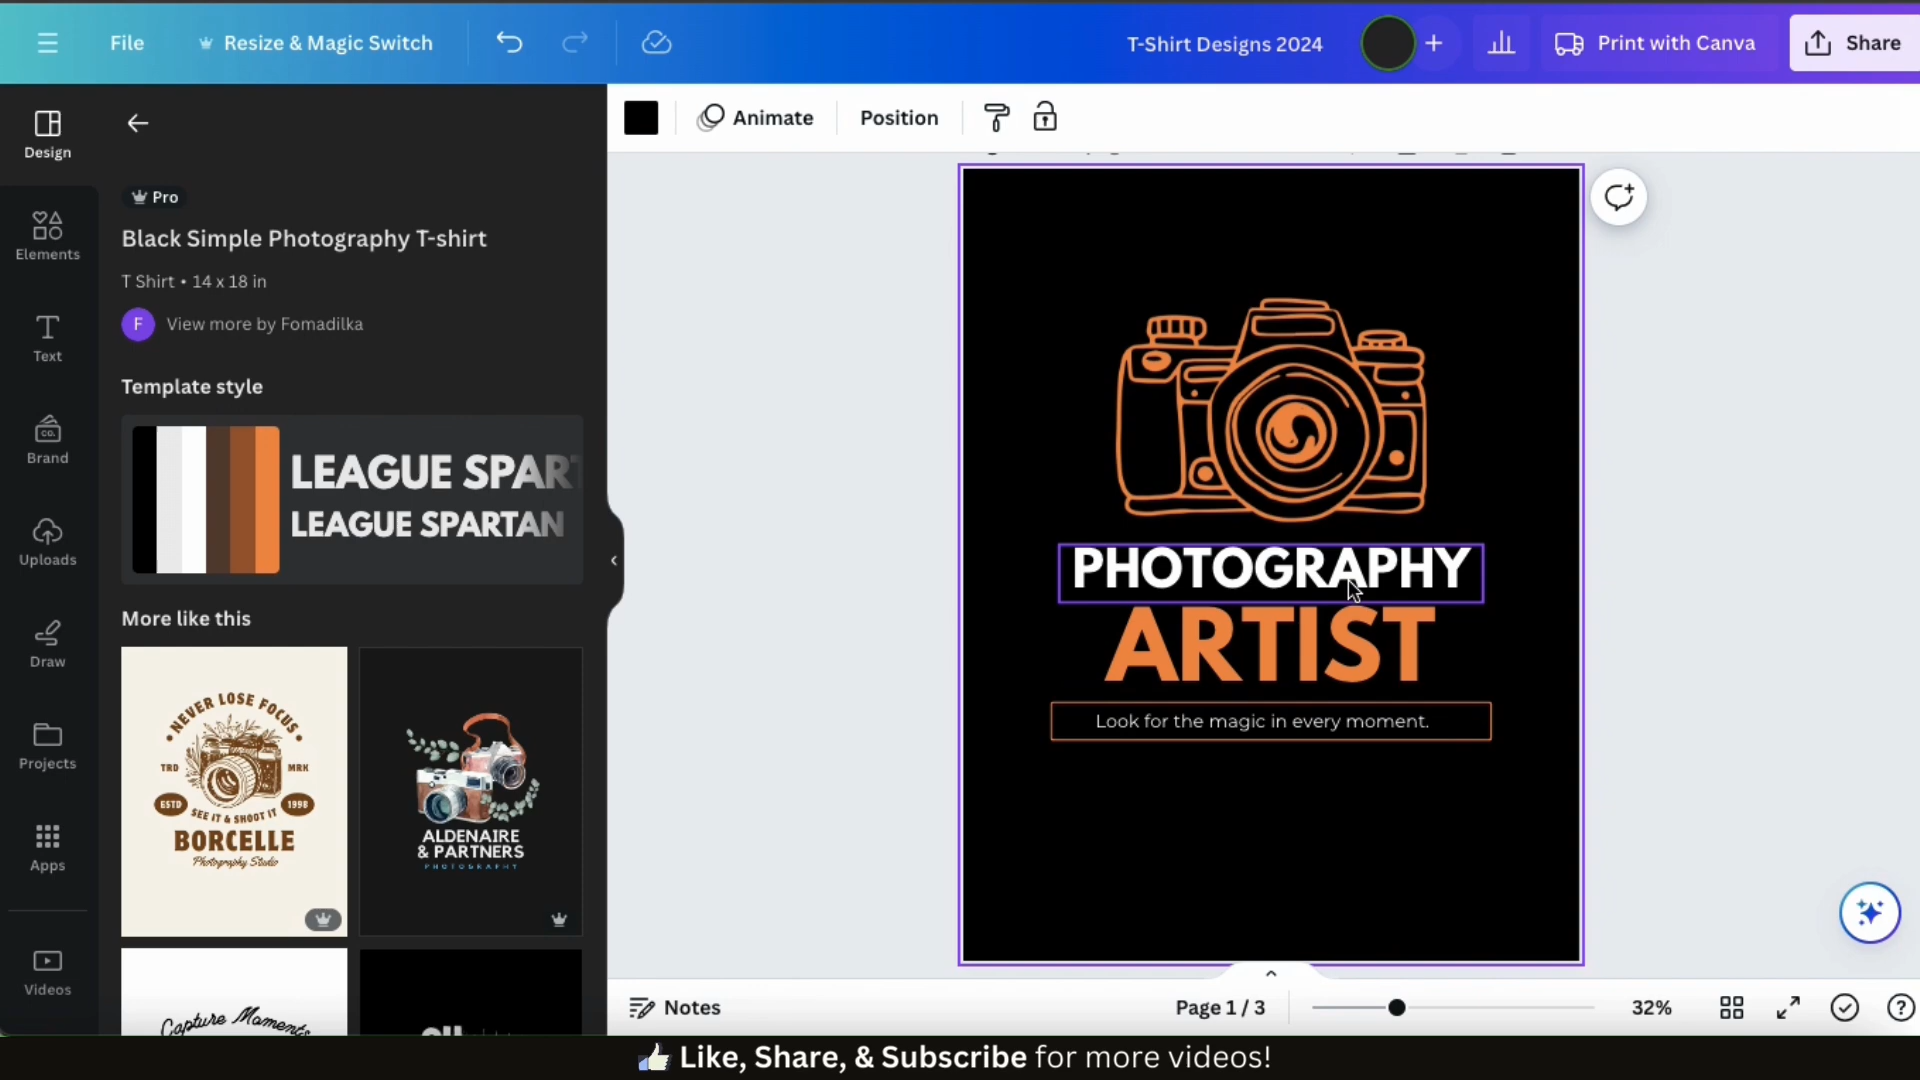 File
Resize & Magic Switch
T-Shirt Designs 2024
Print with Canva
Share
Design
Elements
Text
Brand
co.
Uploads
Draw
Projects
Apps
Videos
Pro
Black Simple Photography T-shirt
T Shirt • 14 x 18 in
F
View more by Fomadilka
Template style
LEAGUE SPART
LEAGUE SPARTAN
More like this
NEVER LOSE FOCUS
TRD
MRK
ESTD
1998
SEE IT & SHOOT IT
BORCELLE
Photography Studio
ALDENAIRE
& PARTNERS
PHOTOGRAPHY
Capture Moments
Animate
Position
PHOTOGRAPHY
ARTIST
Look for the magic in every moment.
Notes
Page 1 / 3
32%
Like, Share, & Subscribe for more videos!